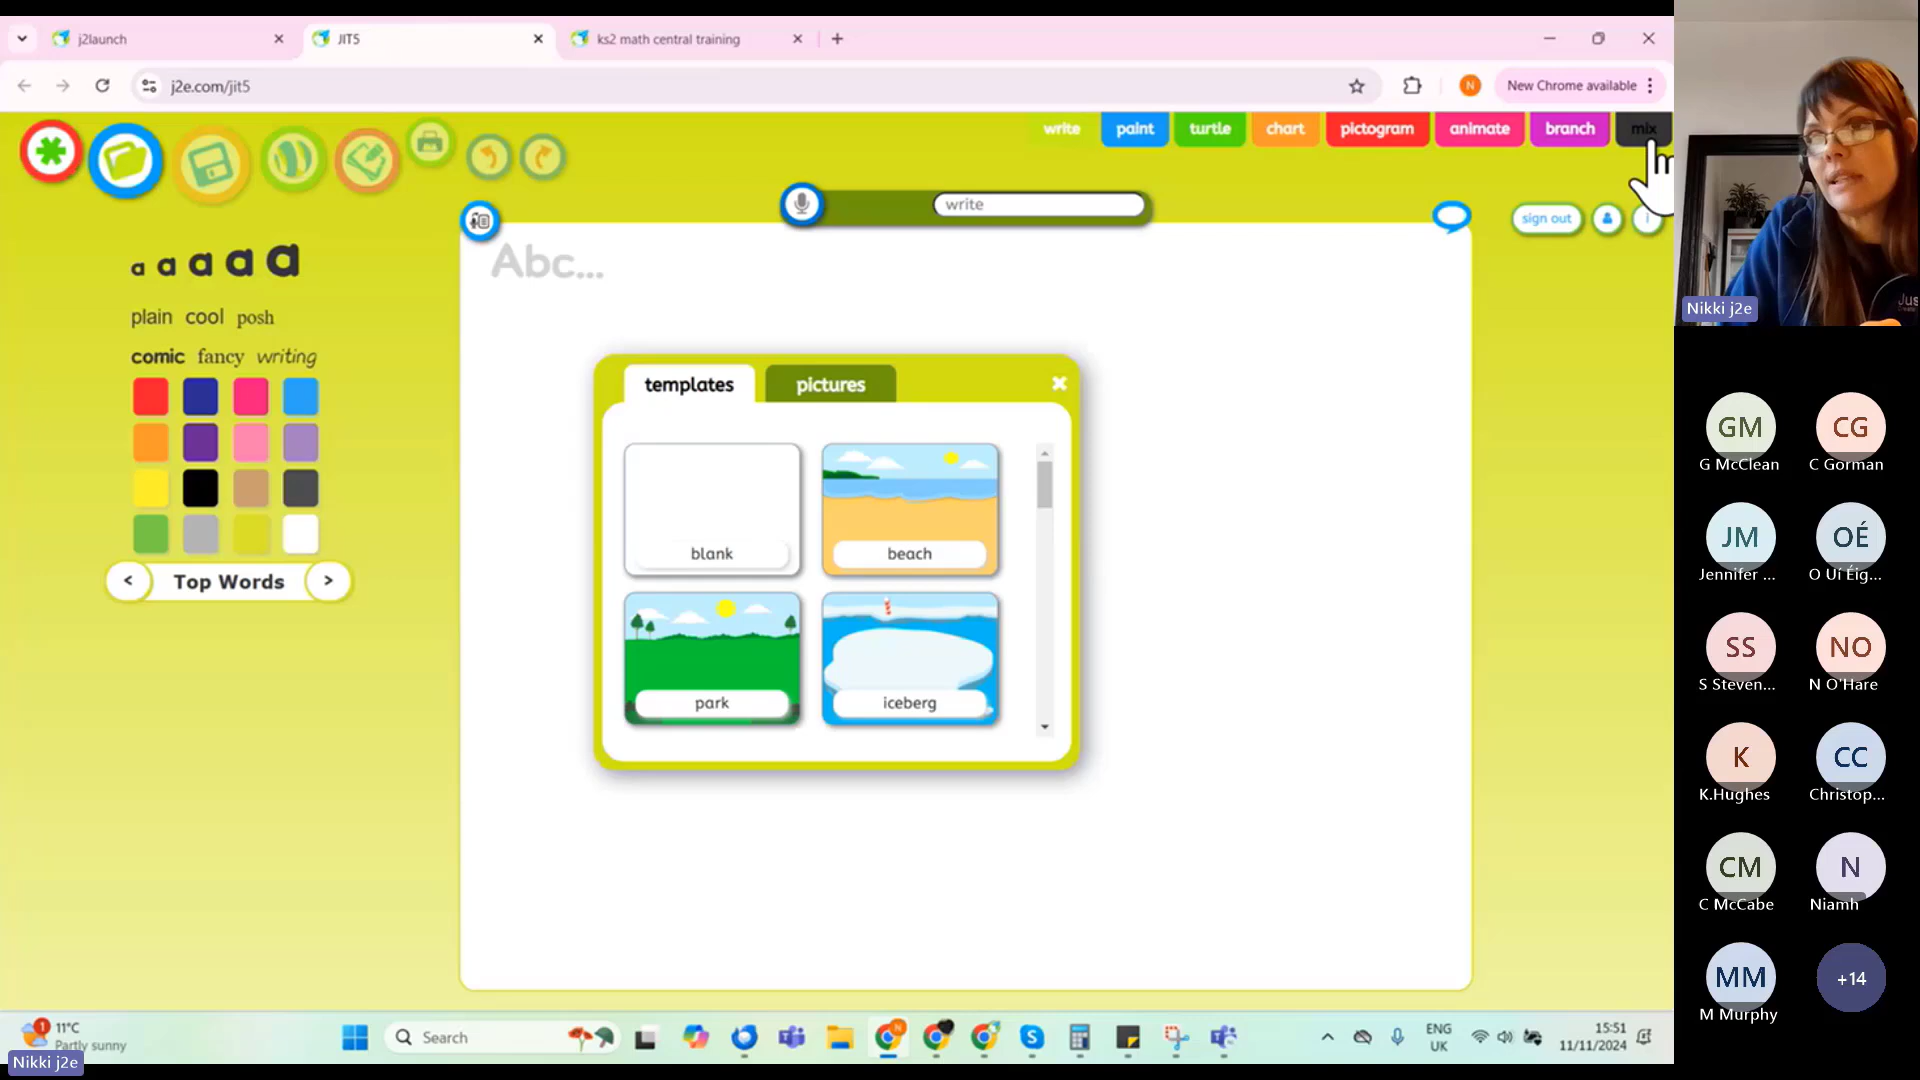 j2launch
JIT5
ks2 math central training
j2e.com/jit5
N
New Chrome available
write
paint
turtle
chart
pictogram
animate
branch
mix
write
sign out
i
Abc...
a a a a a
plain cool posh
comic fancy writing
< Top Words >
templates
pictures
blank
beach
park
iceberg
Nikki j2e
GM
G McClean
CG
C Gorman
JM
Jennifer ...
OÉ
O Uí Éig...
SS
S Steven...
NO
N O'Hare
K
K.Hughes
CC
Christop...
CM
C McCabe
N
Niamh
MM
M Murphy
+14
1
11°C
Partly sunny
Search
ENG
UK
15:51
11/11/2024
Nikki j2e